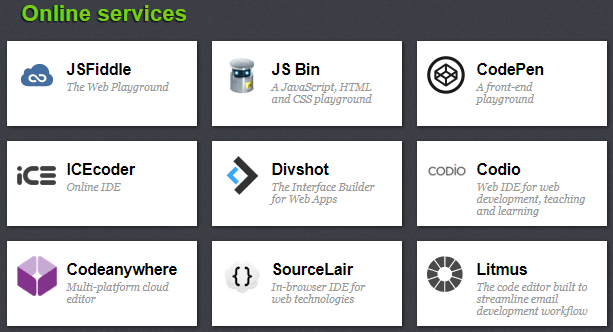 Online services
JSFiddle
The Web Playground
JS Bin
A JavaScript, HTML
and CSS playground
CodePen
A front-end
playground
ICE
ICEcoder
Online IDE
Divshot
The Interface Builder
for Web Apps
CODIO
Codio
Web IDE for web
development, teaching
and learning
Codeanywhere
Multi-platform cloud
editor
{}
SourceLair
In-browser IDE for
web technologies
Litmus
The code editor built to
streamline email
development workflow